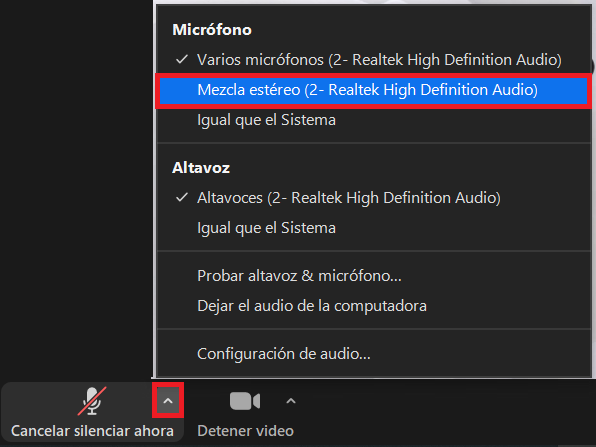 Micrófono
Varios micrófonos (2- Realtek High Definition Audio)
Mezcla estéreo (2- Realtek High Definition Audio)
Igual que el Sistema
Altavoz
Altavoces (2- Realtek High Definition Audio)
Igual que el Sistema
Probar altavoz & micrófono...
Dejar el audio de la computadora
Configuración de audio...
Cancelar silenciar ahora
Detener video